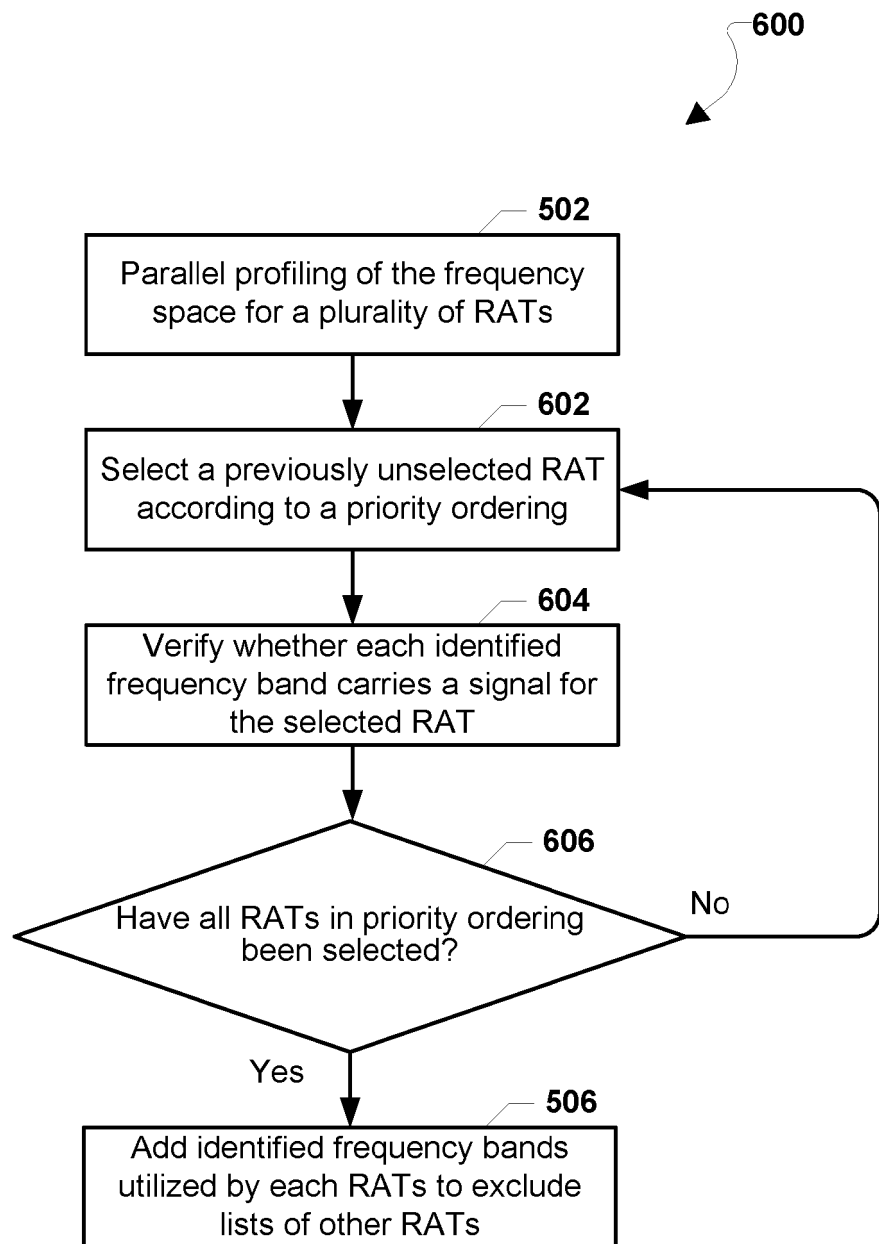 600
502
Parallel profiling of the frequency
space for a plurality of RATs
602
Select a previously unselected RAT
according to a priority ordering
604
Verify whether each identified
frequency band carries a signal for
the selected RAT
606
Have all RATs in priority ordering
been selected?
No
Yes
506
Add identified frequency bands
utilized by each RATs to exclude
lists of other RATs